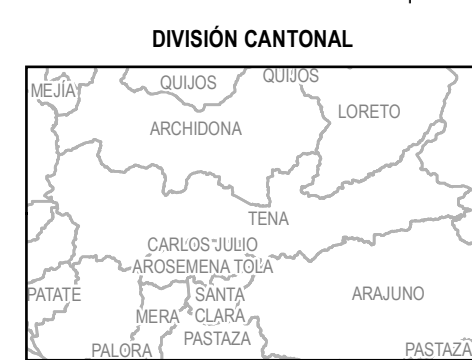 DIVISIÓN CANTONAL
MEJÍA
QUIJOS
QUIJOS
LORETO
ARCHIDONA
TENA
CARLOS JULIO
AROSEMENA TOLA
PATATE
SANTA
CLARA
ARAJUNO
MERA
PASTAZA
PALORA
PASTAZA